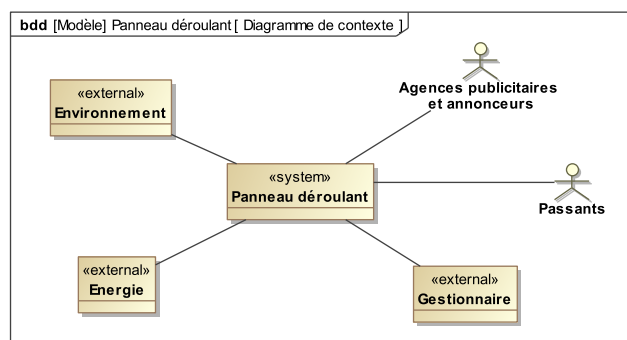 bdd [Modèle] Panneau déroulant [ Diagramme de contexte ]
«external»
Environnement
Agences publicitaires
et annonceurs
«system»
Panneau déroulant
Passants
«external»
Energie
«external»
Gestionnaire